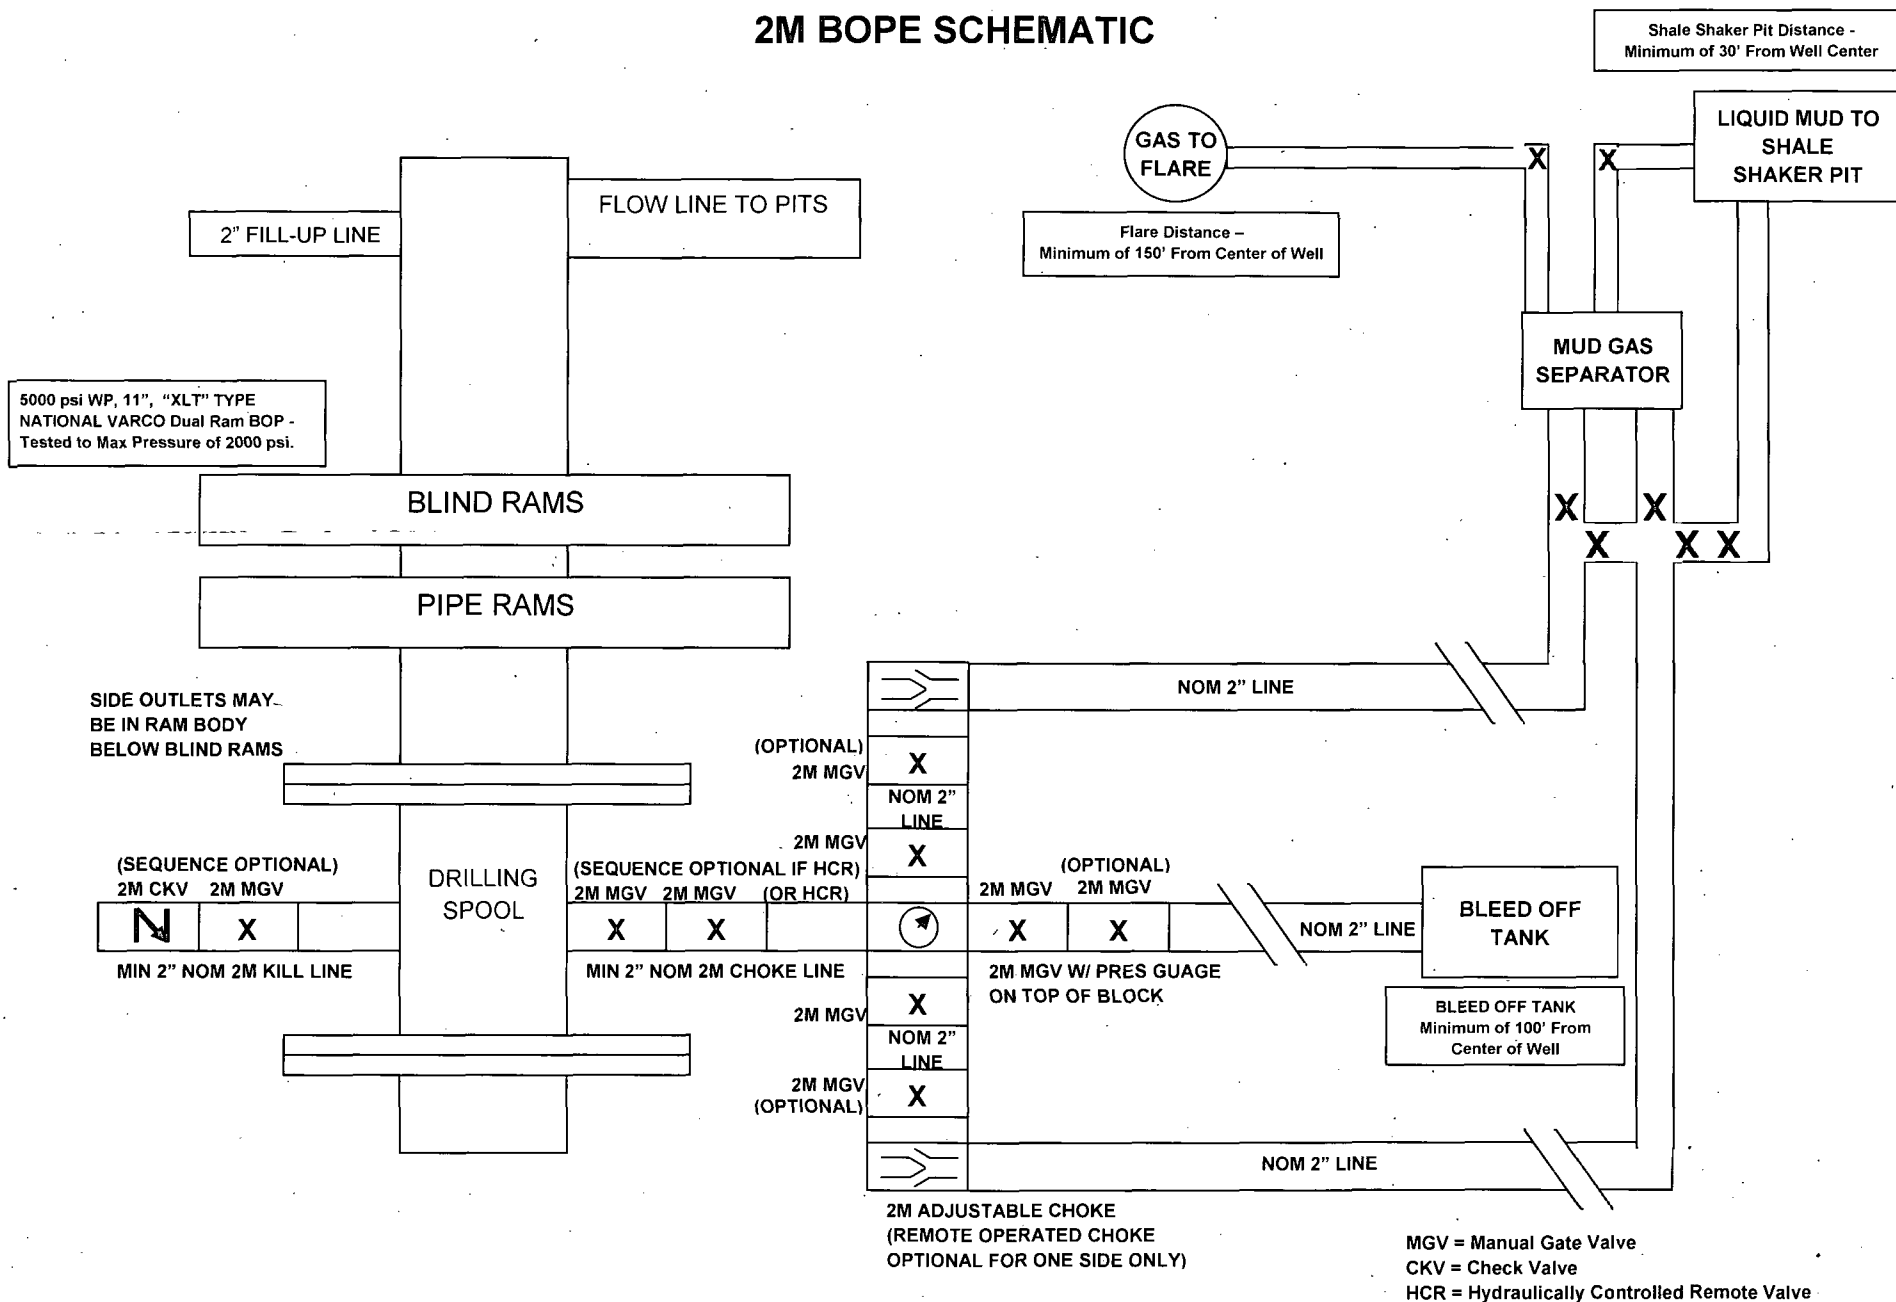 2M BOPE SCHEMATIC
Shale Shaker Pit Distance -
Minimum of 30' From Well Center
GAS TO
FLARE
X
X
LIQUID MUD TO
SHALE
SHAKER PIT
FLOW LINE TO PITS
2” FILL-UP LINE
Flare Distance –
Minimum of 150' From Center of Well
MUD GAS
SEPARATOR
5000 psi WP, 11”, “XLT” TYPE
NATIONAL VARCO Dual Ram BOP -
Tested to Max Pressure of 2000 psi.
BLIND RAMS
X
X
X
X X
PIPE RAMS
SIDE OUTLETS MAY
BE IN RAM BODY
BELOW BLIND RAMS
NOM 2” LINE
(OPTIONAL)
2M MGV
X
NOM 2”
LINE
2M MGV
X
(SEQUENCE OPTIONAL)
2M CKV 2M MGV
N X
MIN 2” NOM 2M KILL LINE
DRILLING
SPOOL
(SEQUENCE OPTIONAL IF HCR)
2M MGV 2M MGV (OR HCR)
X X
MIN 2” NOM 2M CHOKE LINE
(OPTIONAL)
2M MGV 2M MGV
X X
2M MGV W/ PRES GUAGE
ON TOP OF BLOCK
NOM 2” LINE
BLEED OFF
TANK
BLEED OFF TANK
Minimum of 100' From
Center of Well
2M MGV
X
NOM 2”
LINE
2M MGV
(OPTIONAL)
X
NOM 2” LINE
2M ADJUSTABLE CHOKE
(REMOTE OPERATED CHOKE
OPTIONAL FOR ONE SIDE ONLY)
MGV = Manual Gate Valve
CKV = Check Valve
HCR = Hydraulically Controlled Remote Valve